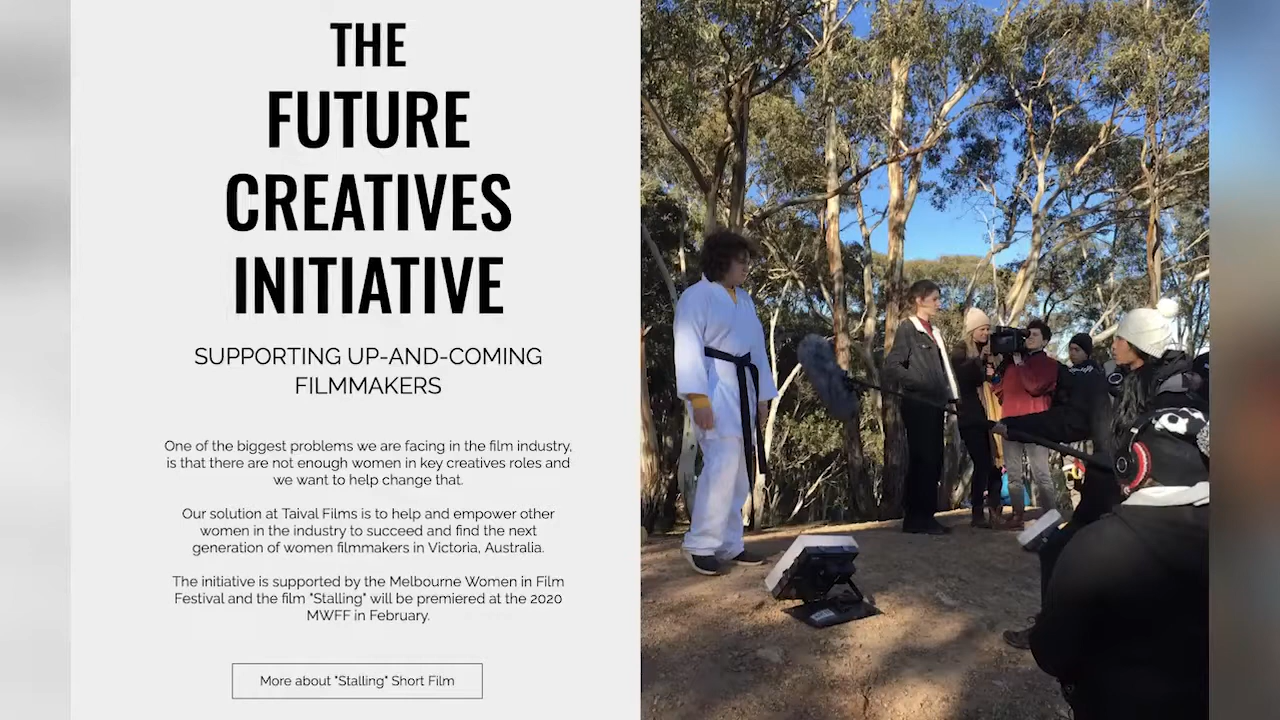 THE
FUTURE
CREATIVES
INITIATIVE
SUPPORTING UP-AND-COMING
FILMMAKERS
One of the biggest problems we are facing in the film industry,
is that there are not enough women in key creatives roles and
we want to help change that.
Our solution at Taival Films is to help and empower other
women in the industry to succeed and find the next
generation of women filmmakers in Victoria, Australia.
The initiative is supported by the Melbourne Women in Film
Festival and the film "Stalling" will be premiered at the 2020
MWFF in February.
More about "Stalling" Short Film